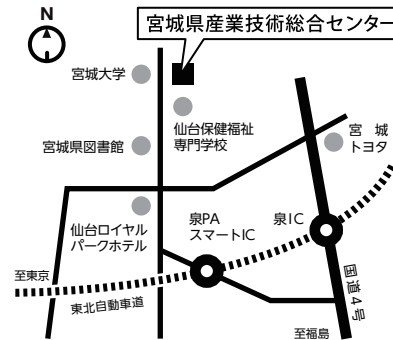 N
宮城県産業技術総合センター
宮城大学
仙台保健福祉
専門学校
宮城県図書館
宮　城
トヨタ
仙台ロイヤル
パークホテル
泉PA
スマートIC
泉IC
至東京
東北自動車道
国道4号
至福島